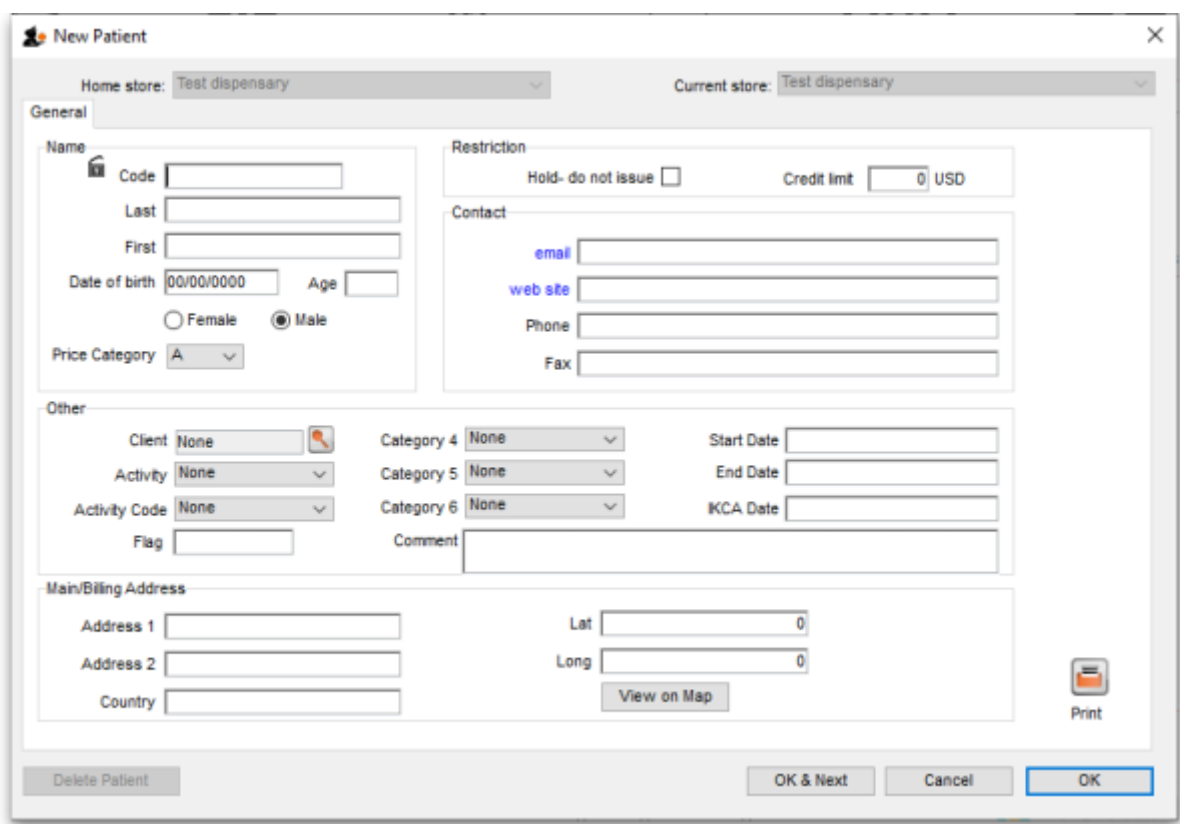 New Patient
Home store: Test dispensary Current store: Test dispensary
General
Name
Code
Last
First
Date of birth 00/00/0000 Age
Female Male
Price Category A
Restriction
Hold- do not issue Credit limit 0 USD
Contact
email
web site
Phone
Fax
Other
Client None Category 4 None Start Date
Activity None Category 5 None End Date
Activity Code None Category 6 None IKCA Date
Flag Comment
Main/Billing Address
Address 1 Lat 0
Address 2 Long 0
Country View on Map
Print
Delete Patient OK & Next Cancel OK